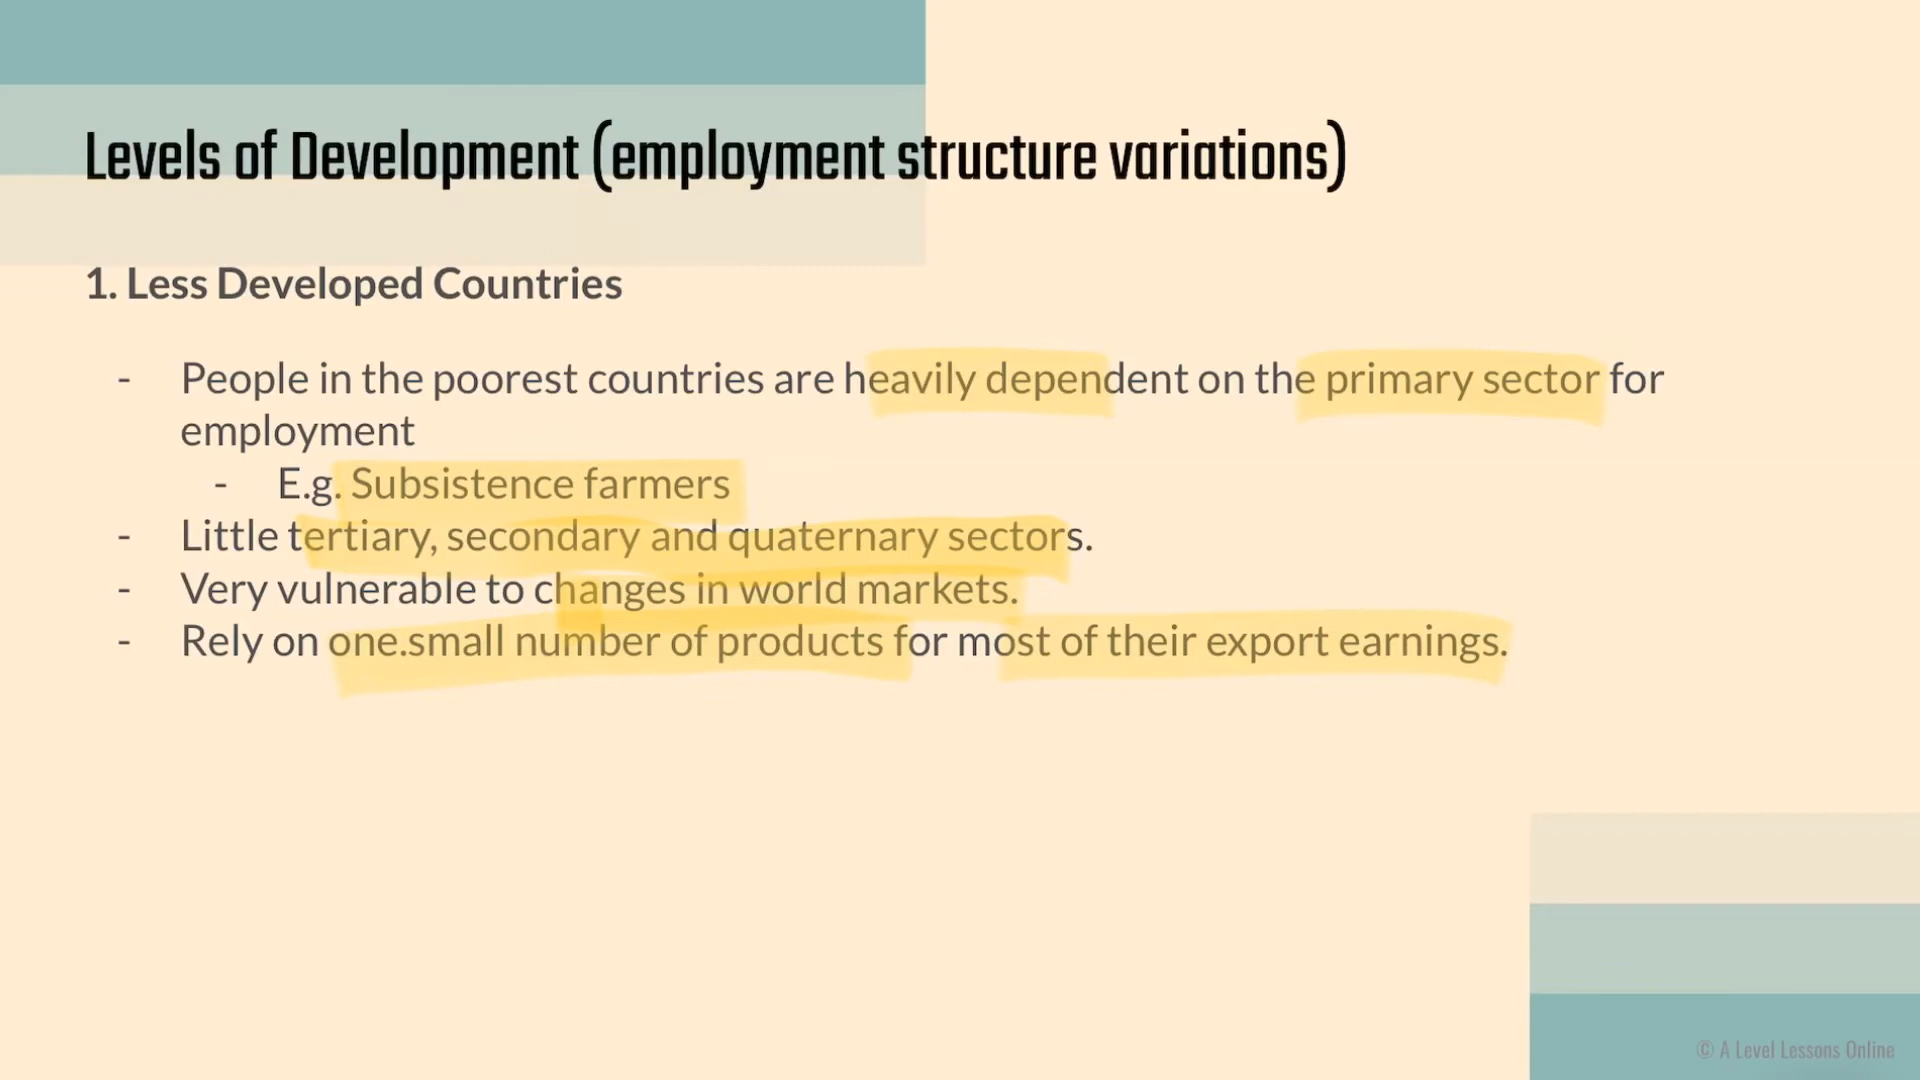 Levels of Development (employment structure variations)
1. Less Developed Countries
- People in the poorest countries are heavily dependent on the primary sector for
employment
- E.g. Subsistence farmers
- Little tertiary, secondary and quaternary sectors.
- Very vulnerable to changes in world markets.
- Rely on one.small number of products for most of their export earnings.
© A Level Lessons Online